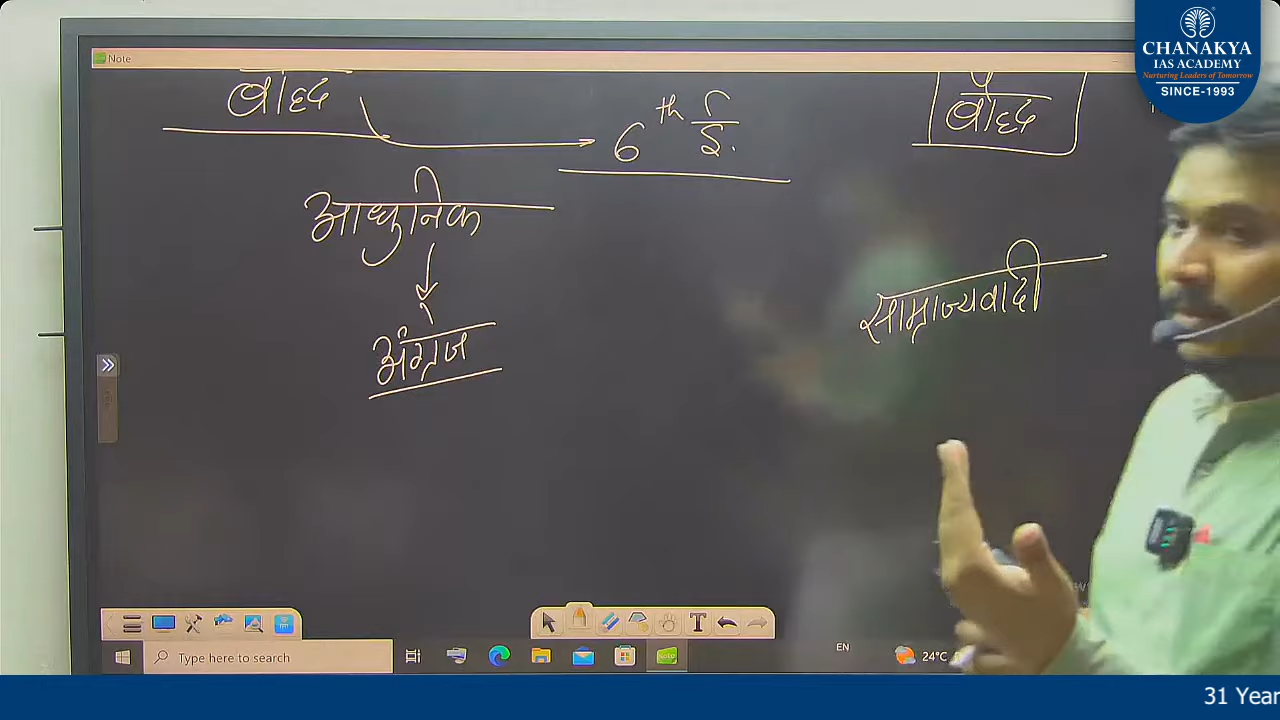 Note
बौद्ध
6th ई.
बौद्ध
आधुनिक
↓
अंग्रेज
साम्राज्यवादी
CHANAKYA
IAS ACADEMY
Nurturing Leaders of Tomorrow
SINCE-1993
Type here to search
EN
24°C
31 Year